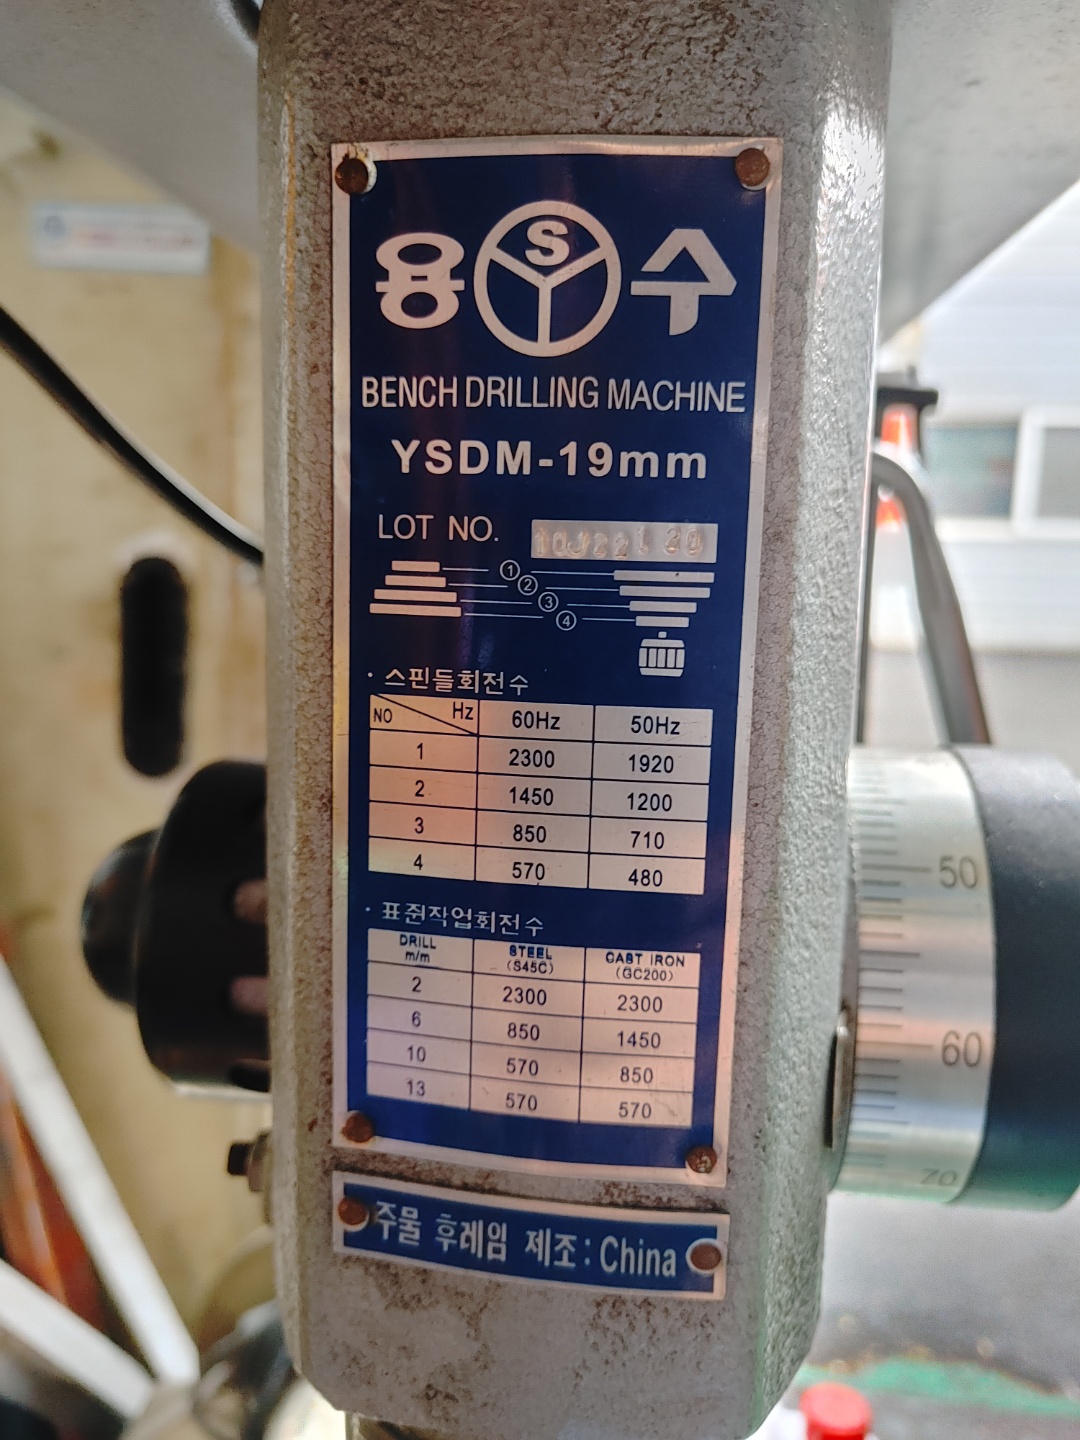 용 S 수
BENCH DRILLING MACHINE
YSDM-19mm
LOT NO.
①
②
③
④
· 스핀들회전수
NO Hz 60Hz 50Hz
1 2300 1920
2 1450 1200
3 850 710
4 570 480
· 표준작업회전수
DRILL m/m STEEL (S45C) CAST IRON (GC200)
2 2300 2300
6 850 1450
10 570 850
13 570 570
주물 후레임 제조 : China
50
60
70